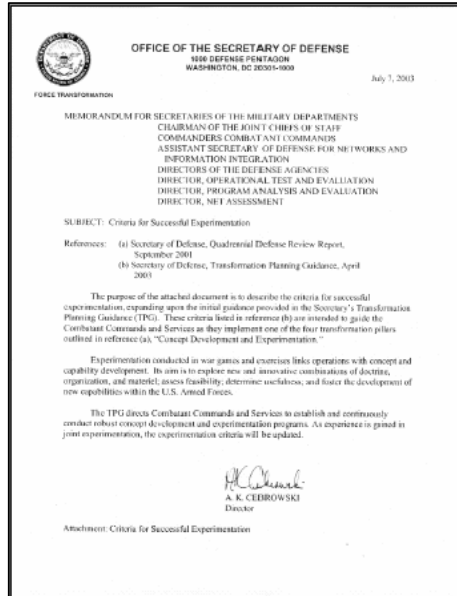 OFFICE OF THE SECRETARY OF DEFENSE
1000 DEFENSE PENTAGON
WASHINGTON, DC 20301-1000
July 7, 2003
FORCE TRANSFORMATION
MEMORANDUM FOR SECRETARIES OF THE MILITARY DEPARTMENTS
CHAIRMAN OF THE JOINT CHIEFS OF STAFF
COMMANDERS COMBATANT COMMANDS
ASSISTANT SECRETARY OF DEFENSE FOR NETWORKS AND
INFORMATION INTEGRATION
DIRECTORS OF THE DEFENSE AGENCIES
DIRECTOR, OPERATIONAL TEST AND EVALUATION
DIRECTOR, PROGRAM ANALYSIS AND EVALUATION
DIRECTOR, NET ASSESSMENT
SUBJECT: Criteria for Successful Experimentation
References: (a) Secretary of Defense, Quadrennial Defense Review Report,
September 2001
(b) Secretary of Defense, Transformation Planning Guidance, April
2003
The purpose of the attached document is to describe the criteria for successful
experimentation, expanding upon the initial guidance provided in the Secretary's Transformation
Planning Guidance (TPG). These criteria listed in reference (b) are intended to guide the
Combatant Commands and Services as they implement one of the four transformation pillars
outlined in reference (a), "Concept Development and Experimentation."
Experimentation conducted in war games and exercises links operations with concept and
capability development. Its aim is to explore new and innovative combinations of doctrine,
organization, and materiel; assess feasibility; determine usefulness; and foster the development of
new capabilities within the U.S. Armed Forces.
The TPG directs Combatant Commands and Services to establish and continuously
conduct robust concept development and experimentation programs. As experience is gained in
joint experimentation, the experimentation criteria will be updated.
A. K. CEBROWSKI
Director
Attachment: Criteria for Successful Experimentation